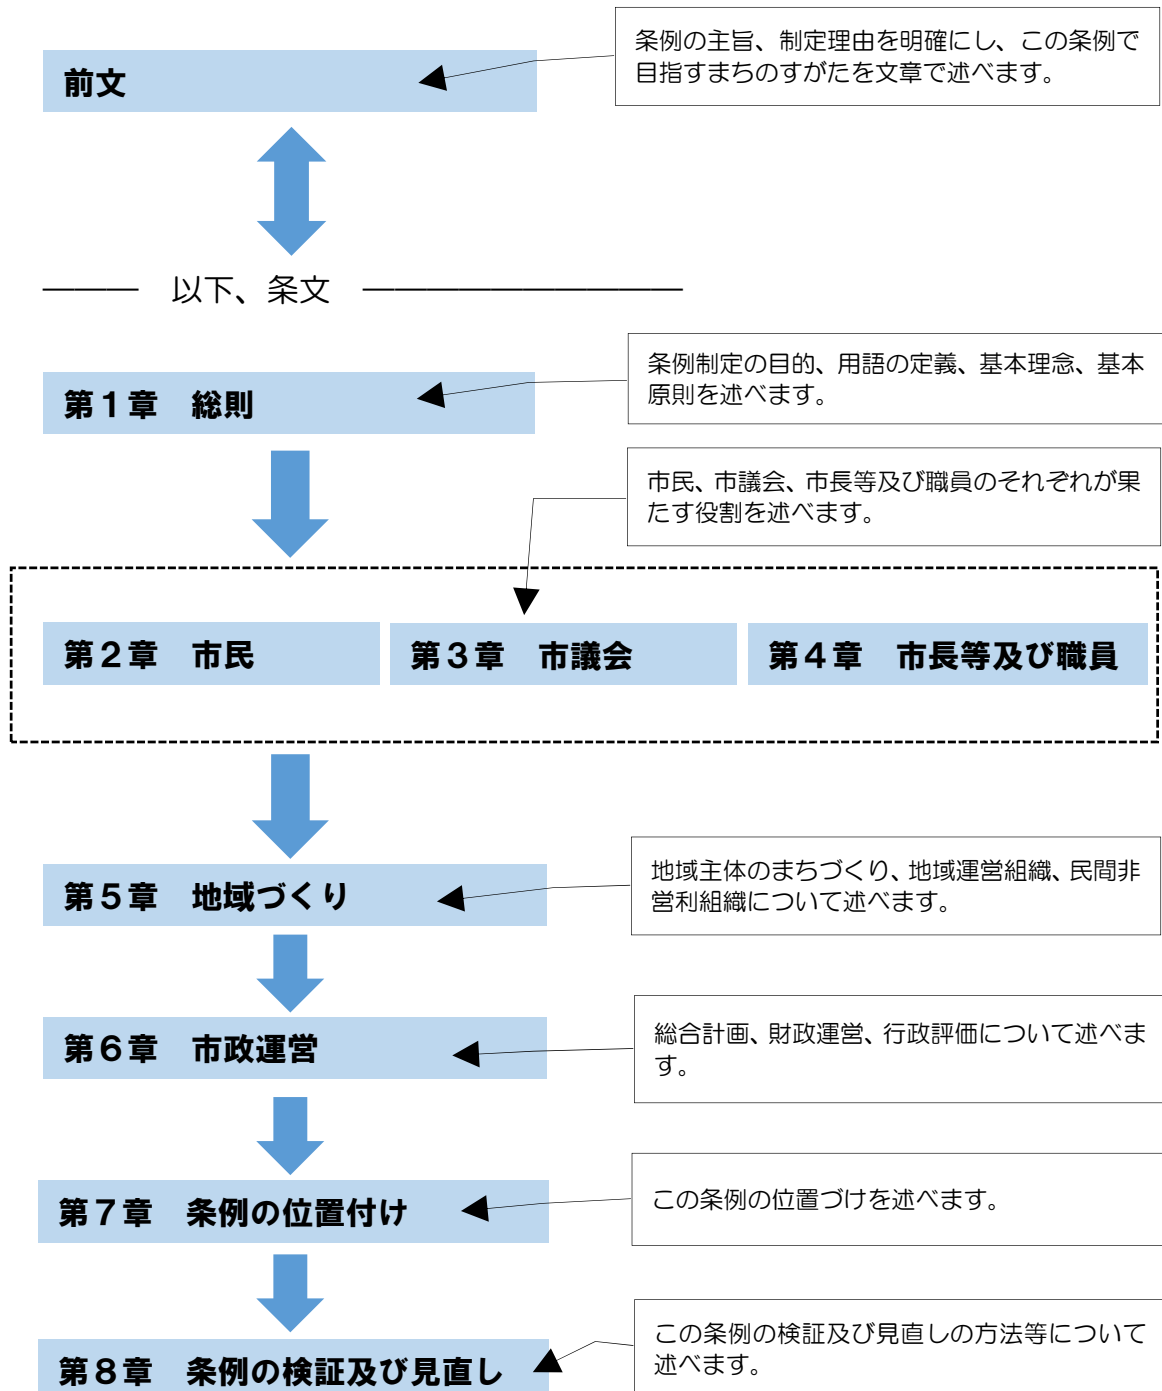 条例の主旨、制定理由を明確にし、この条例で
目指すまちのすがたを文章で述べます。
前文
以下、条文
条例制定の目的、用語の定義、基本理念、基本
原則を述べます。
第１章　総則
市民、市議会、市長等及び職員のそれぞれが果
たす役割を述べます。
第２章　市民
第３章　市議会
第４章　市長等及び職員
地域主体のまちづくり、地域運営組織、民間非
営利組織について述べます。
第５章　地域づくり
総合計画、財政運営、行政評価について述べま
す。
第６章　市政運営
この条例の位置づけを述べます。
第７章　条例の位置付け
この条例の検証及び見直しの方法等について
述べます。
第８章　条例の検証及び見直し